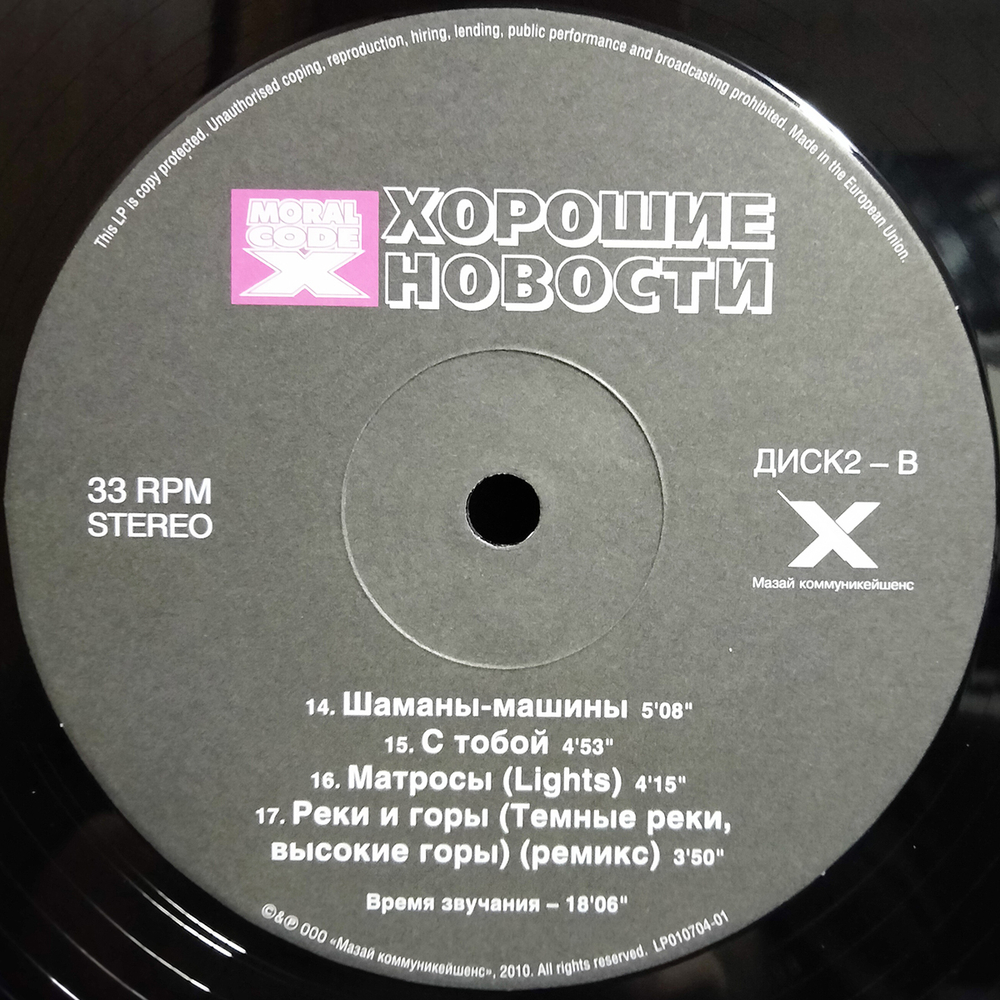 This LP is copy protected. Unauthorised coping, reproduction, hiring, lending, public performance and broadcasting prohibited. Made in the European Union.
MORAL
CODE
X
ХОРОШИЕ
НОВОСТИ
33 RPM
STEREO
ДИСК2 – В
X
Мазай коммуникейшенс
14. Шаманы-машины 5'08"
15. С тобой 4'53"
16. Матросы (Lights) 4'15"
17. Реки и горы (Темные реки,
высокие горы) (ремикс) 3'50"
Время звучания – 18'06"
©&℗ ООО «Мазай коммуникейшенс», 2010. All rights reserved. LP010704-01